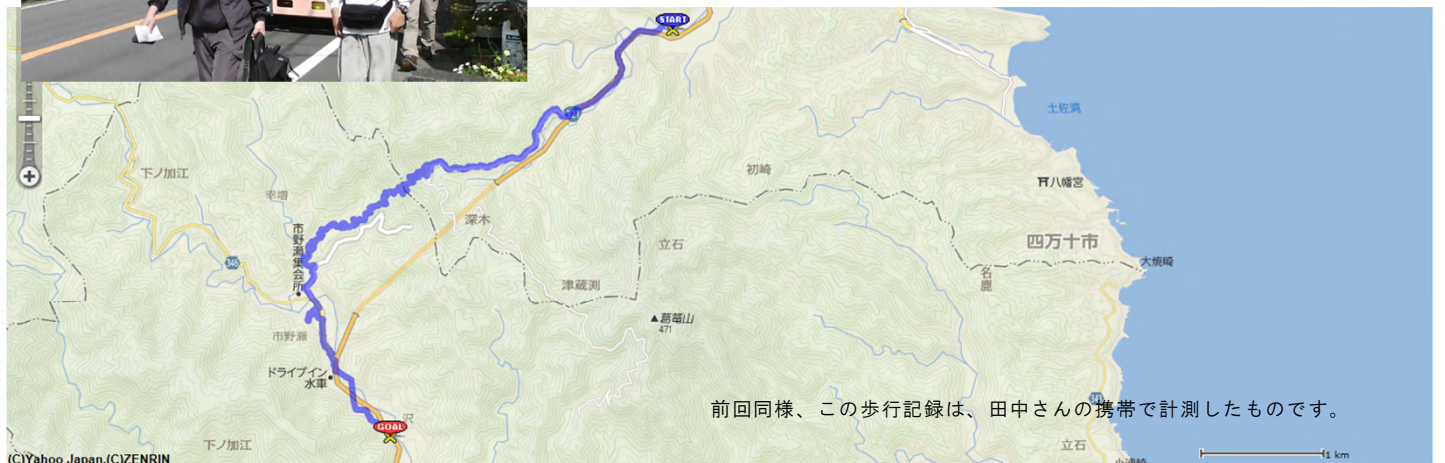 START
土佐湾
下ノ加江
初崎
八幡宮
幸増
深木
市野瀬集会所
立石
四万十市
345
大焼崎
名鹿
津蔵渕
葛籠山
471
市野瀬
ドライブイン
水車
前回同様、この歩行記録は、田中さんの携帯で計測したものです。
GOAL
下ノ加江
立石
1 km
(C)Yahoo Japan,(C)ZENRIN